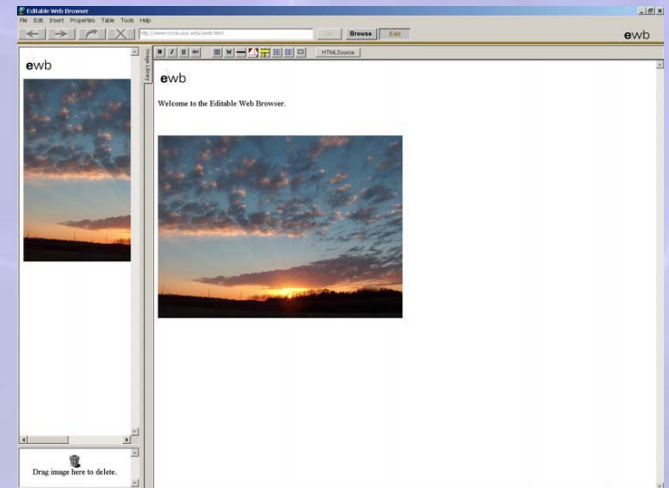 Editable Web Browser
File Edit Insert Properties Table Tools Help
Browse Edit
ewb
ewb
Image Library
B I U
HTMLSource
ewb
Welcome to the Editable Web Browser.
Drag image here to delete.